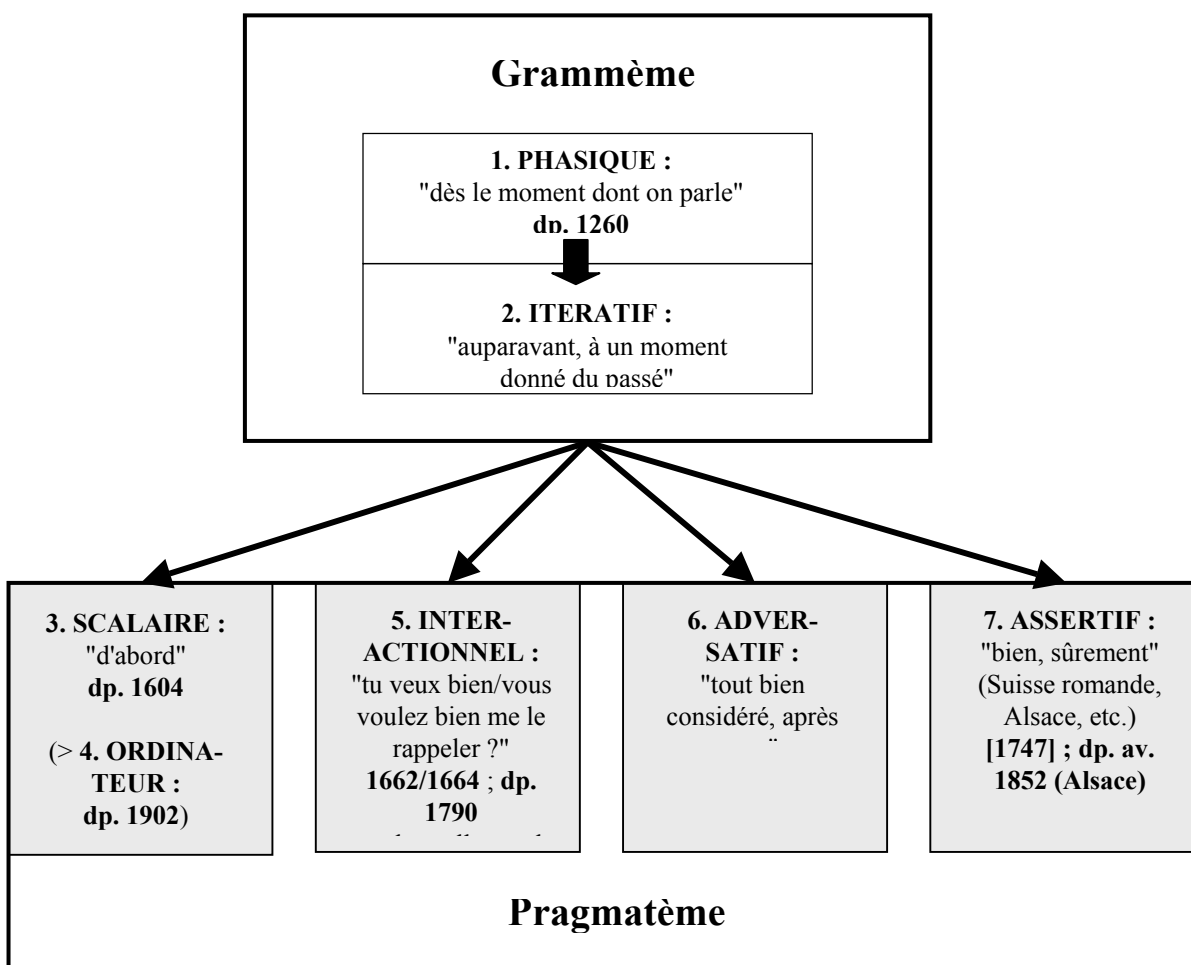 Grammème
1. PHASIQUE :
"dès le moment dont on parle"
dp. 1260
2. ITERATIF :
"auparavant, à un moment
donné du passé"
3. SCALAIRE :
"d'abord"
dp. 1604
(> 4. ORDINA-
TEUR :
dp. 1902)
5. INTER-
ACTIONNEL :
"tu veux bien/vous
voulez bien me le
rappeler ?"
1662/1664 ; dp.
1790
6. ADVER-
SATIF :
"tout bien
considéré, après
7. ASSERTIF :
"bien, sûrement"
(Suisse romande,
Alsace, etc.)
[1747] ; dp. av.
1852 (Alsace)
Pragmatème